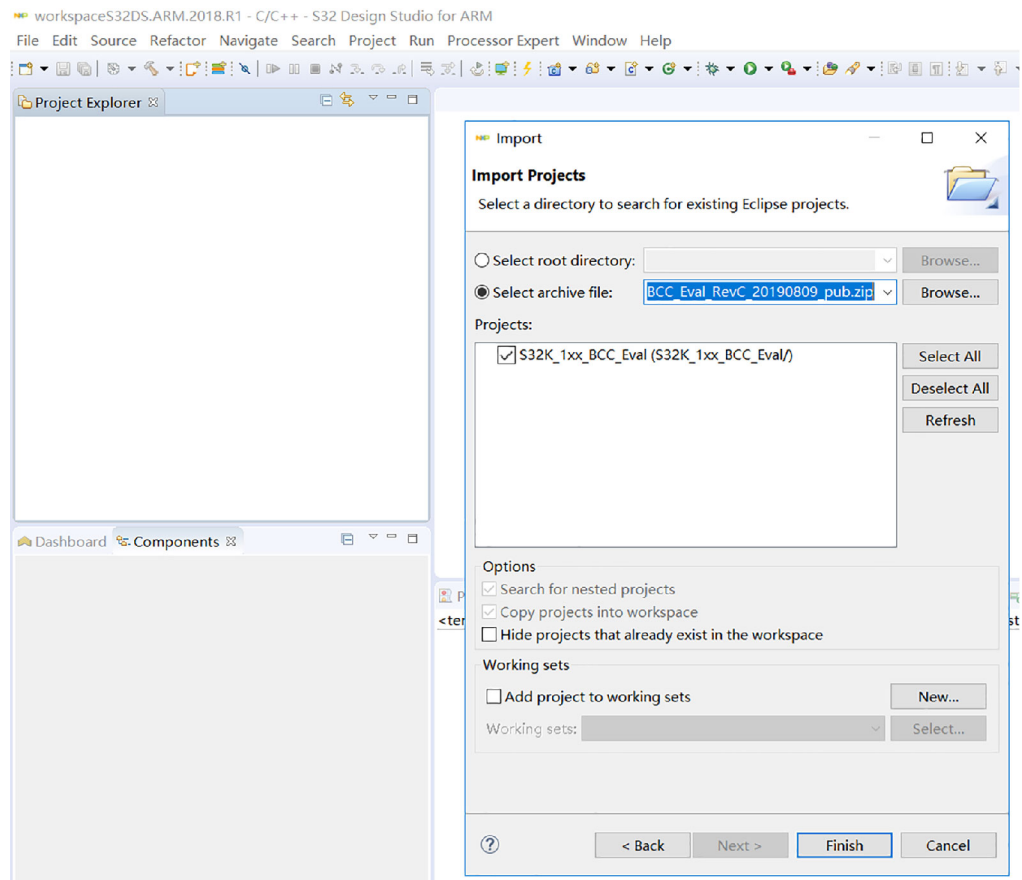 workspaceS32DS.ARM.2018.R1 - C/C++ - S32 Design Studio for ARM
File Edit Source Refactor Navigate Search Project Run Processor Expert Window Help
Project Explorer
Import
Import Projects
Select a directory to search for existing Eclipse projects.
Select root directory:
Browse...
Select archive file:
BCC_Eval_RevC_20190809_pub.zip
Browse...
Projects:
S32K_1xx_BCC_Eval (S32K_1xx_BCC_Eval/)
Select All
Deselect All
Refresh
Dashboard
Components
Options
Search for nested projects
Copy projects into workspace
Hide projects that already exist in the workspace
Working sets
Add project to working sets
New...
Working sets:
Select...
< Back
Next >
Finish
Cancel